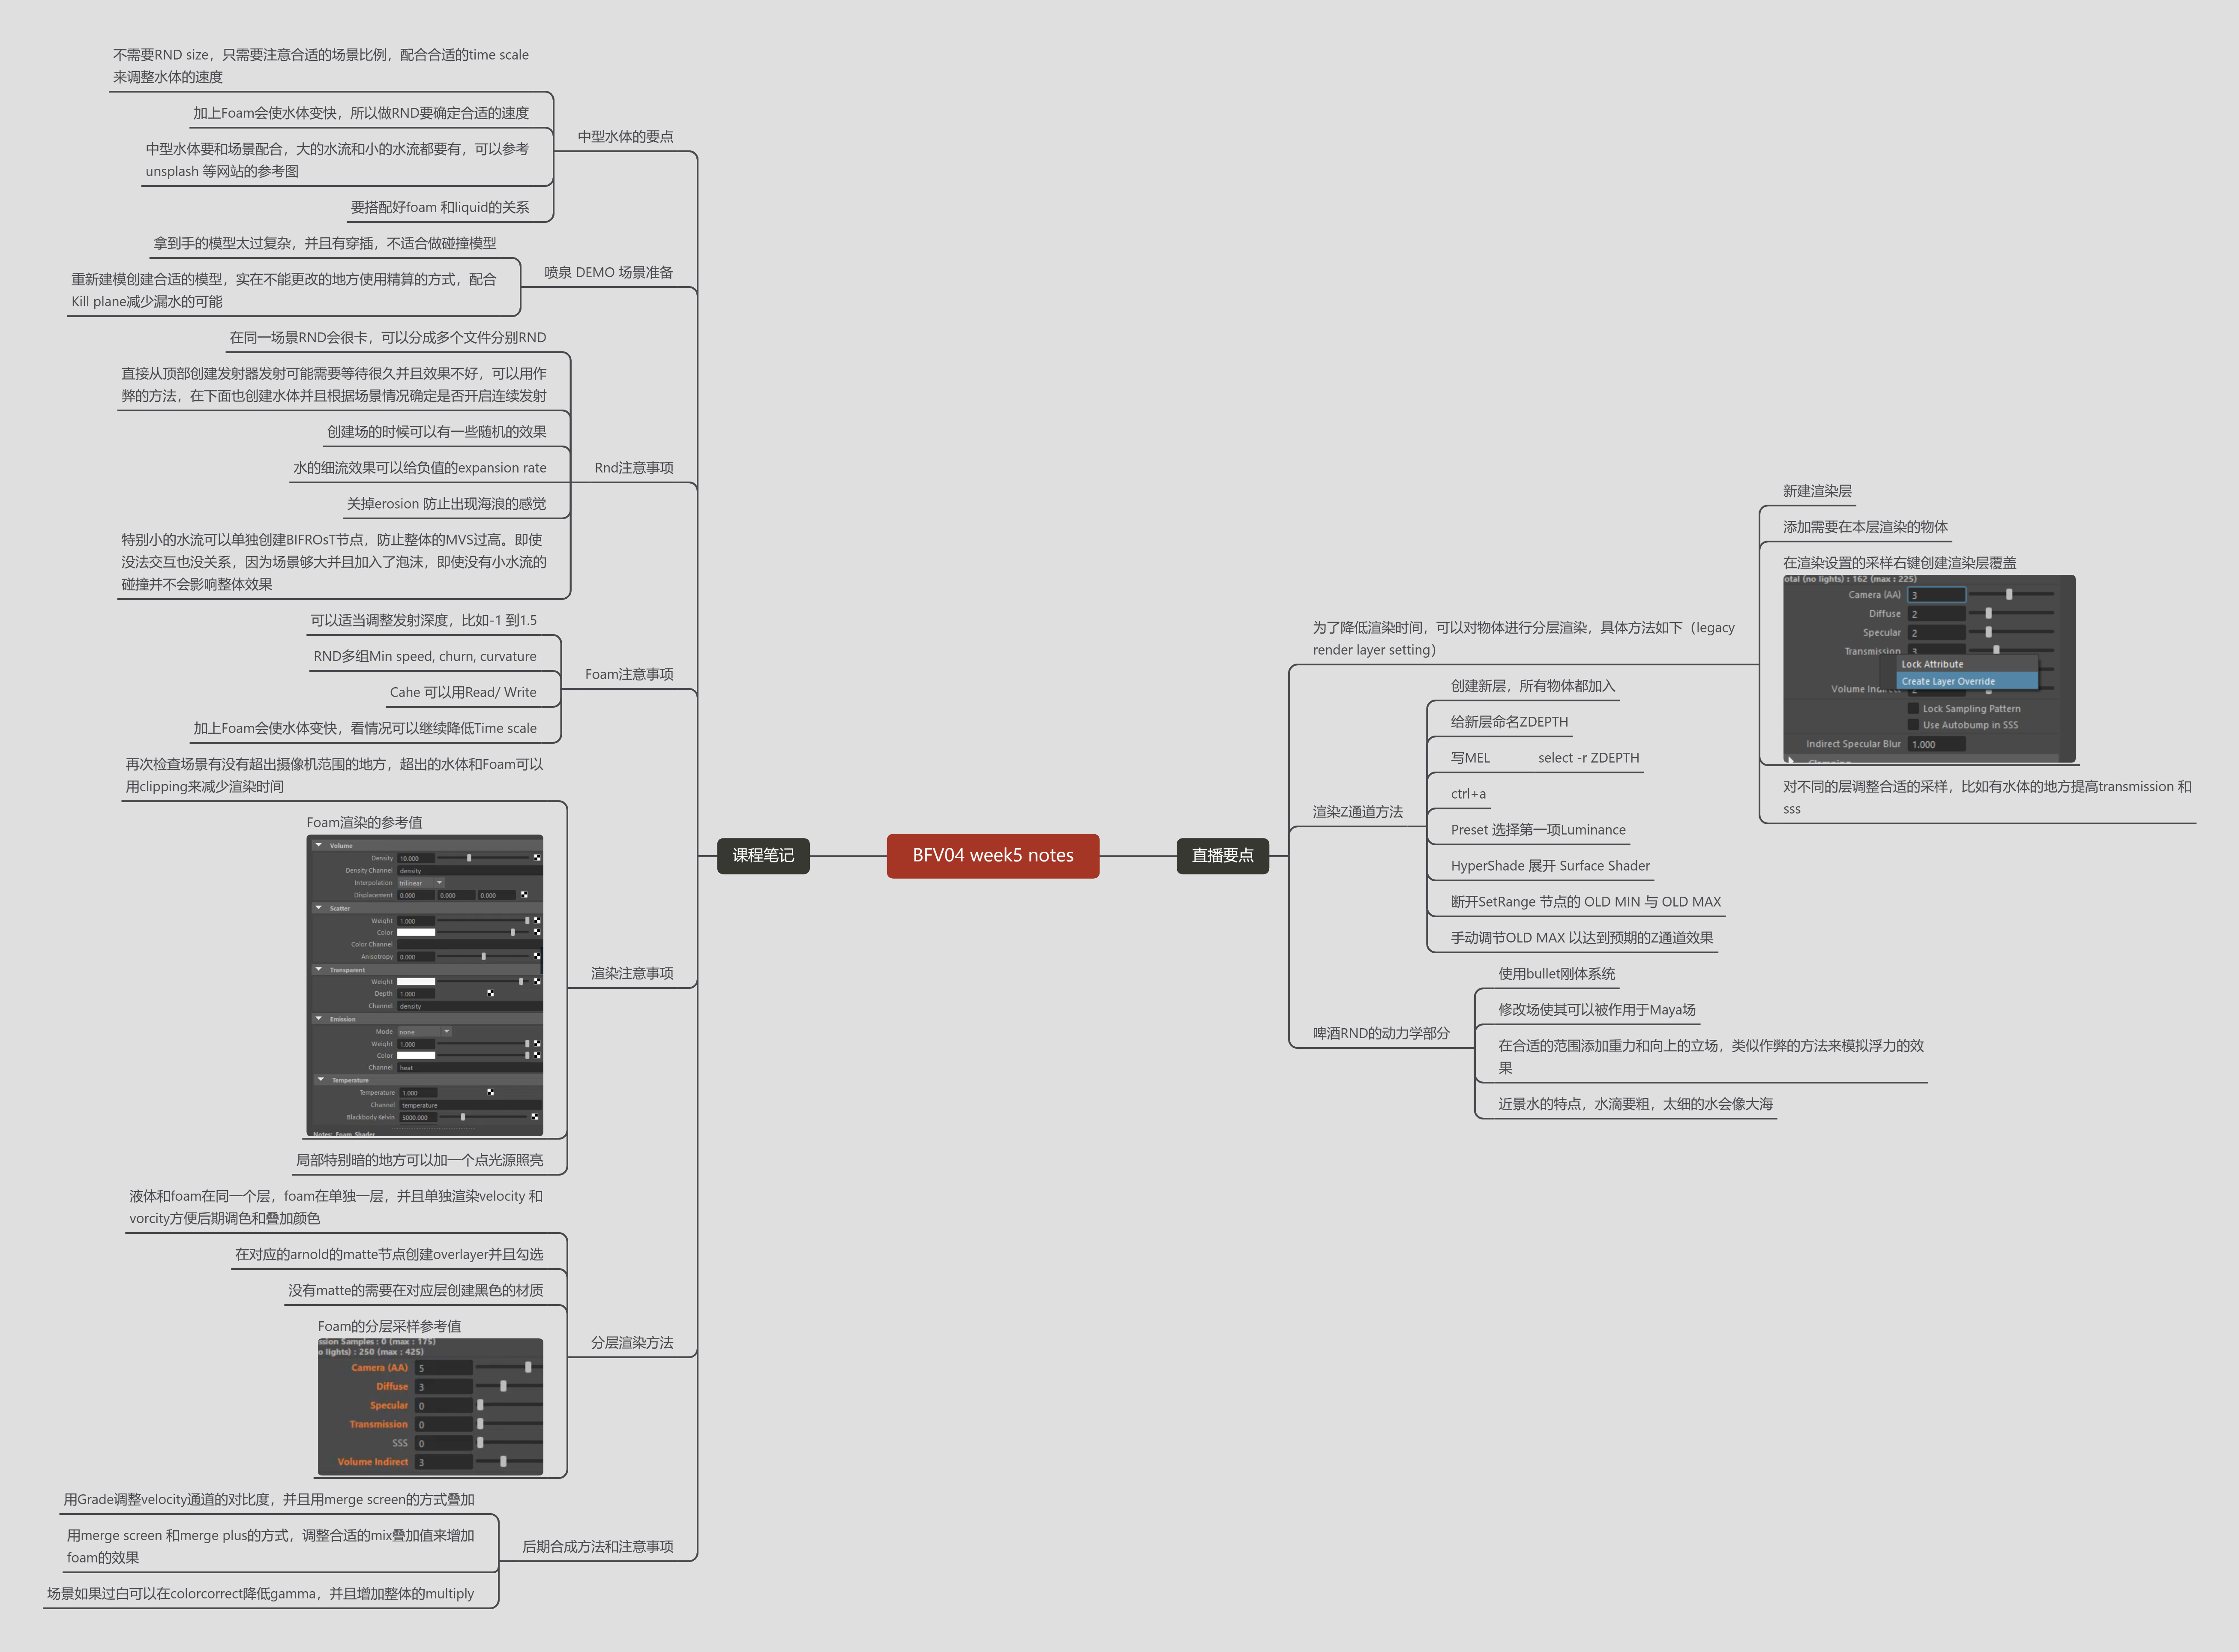 BFV04 week5 notes
课程笔记
中型水体的要点
不需要RND size，只需要注意合适的场景比例，配合合适的time scale
来调整水体的速度
加上Foam会使水体变快，所以做RND要确定合适的速度
中型水体要和场景配合，大的水流和小的水流都要有，可以参考
unsplash 等网站的参考图
要搭配好foam 和liquid的关系
喷泉 DEMO 场景准备
拿到手的模型太过复杂，并且有穿插，不适合做碰撞模型
重新建模创建合适的模型，实在不能更改的地方使用精算的方式，配合
Kill plane减少漏水的可能
Rnd注意事项
在同一场景RND会很卡，可以分成多个文件分别RND
直接从顶部创建发射器发射可能需要等待很久并且效果不好，可以用作
弊的方法，在下面也创建水体并且根据场景情况确定是否开启连续发射
创建场的时候可以有一些随机的效果
水的细流效果可以给负值的expansion rate
关掉erosion 防止出现海浪的感觉
特别小的水流可以单独创建BIFROsT节点，防止整体的MVS过高。即使
没法交互也没关系，因为场景够大并且加入了泡沫，即使没有小水流的
碰撞并不会影响整体效果
Foam注意事项
可以适当调整发射深度，比如-1 到1.5
RND多组Min speed, churn, curvature
Cahe 可以用Read/ Write
加上Foam会使水体变快，看情况可以继续降低Time scale
渲染注意事项
再次检查场景有没有超出摄像机范围的地方，超出的水体和Foam可以
用clipping来减少渲染时间
Foam渲染的参考值
Volume
Density 10.000
Density Channel density
Interpolation trilinear
Displacement 0.000 0.000 0.000
Scatter
Weight 1.000
Color
Color Channel
Anisotropy 0.000
Transparent
Weight
Depth 1.000
Channel density
Emission
Mode none
Weight 1.000
Color
Channel heat
Temperature
Temperature 1.000
Channel temperature
Blackbody Kelvin 5000.000
Notes: Foam_Shader
局部特别暗的地方可以加一个点光源照亮
分层渲染方法
液体和foam在同一个层，foam在单独一层，并且单独渲染velocity 和
vorcity方便后期调色和叠加颜色
在对应的arnold的matte节点创建overlayer并且勾选
没有matte的需要在对应层创建黑色的材质
Foam的分层采样参考值
ssion Samples : 0 (max : 175)
o lights) : 250 (max : 425)
Camera (AA) 5
Diffuse 3
Specular 0
Transmission 0
SSS 0
Volume Indirect 3
后期合成方法和注意事项
用Grade调整velocity通道的对比度，并且用merge screen的方式叠加
用merge screen 和merge plus的方式，调整合适的mix叠加值来增加
foam的效果
场景如果过白可以在colorcorrect降低gamma，并且增加整体的multiply
直播要点
为了降低渲染时间，可以对物体进行分层渲染，具体方法如下（legacy
render layer setting）
新建渲染层
添加需要在本层渲染的物体
在渲染设置的采样右键创建渲染层覆盖
otal (no lights) : 162 (max : 225)
Camera (AA) 3
Diffuse 2
Specular 2
Transmission 3
Lock Attribute
Create Layer Override
Volume Indirect 2
Lock Sampling Pattern
Use Autobump in SSS
Indirect Specular Blur 1.000
对不同的层调整合适的采样，比如有水体的地方提高transmission 和
sss
渲染Z通道方法
创建新层，所有物体都加入
给新层命名ZDEPTH
写MEL select -r ZDEPTH
ctrl+a
Preset 选择第一项Luminance
HyperShade 展开 Surface Shader
断开SetRange 节点的 OLD MIN 与 OLD MAX
手动调节OLD MAX 以达到预期的Z通道效果
啤酒RND的动力学部分
使用bullet刚体系统
修改场使其可以被作用于Maya场
在合适的范围添加重力和向上的立场，类似作弊的方法来模拟浮力的效
果
近景水的特点，水滴要粗，太细的水会像大海